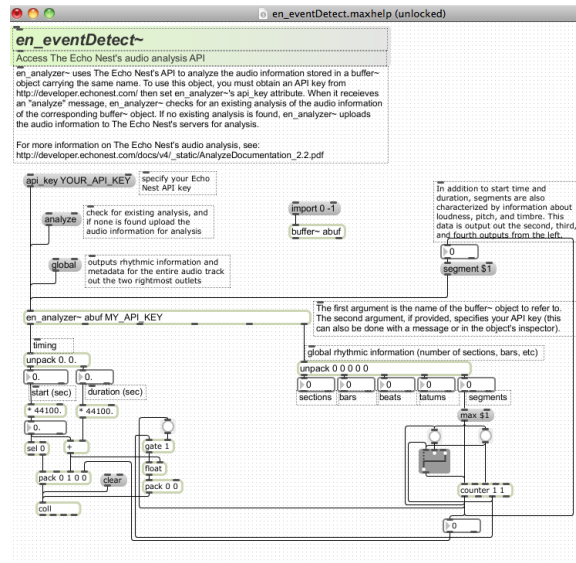 en_eventDetect.maxhelp (unlocked)
en_eventDetect~
Access The Echo Nest's audio analysis API
en_analyzer~ uses The Echo Nest's API to analyze the audio information stored in a buffer~
object carrying the same name. To use this object, you must obtain an API key from
http://developer.echonest.com/ then set en_analyzer~'s api_key attribute. When it receieves
an "analyze" message, en_analyzer~ checks for an existing analysis of the audio information
of the corresponding buffer~ object. If no existing analysis is found, en_analyzer~ uploads
the audio information to The Echo Nest's servers for analysis.
For more information on The Echo Nest's audio analysis, see:
http://developer.echonest.com/docs/v4/_static/AnalyzeDocumentation_2.2.pdf
api_key YOUR_API_KEY
specify your Echo
Nest API key
analyze
check for existing analysis, and
if none is found upload the
audio information for analysis
global
outputs rhythmic information and
metadata for the entire audio track
out the two rightmost outlets
import 0 -1
buffer~ abuf
In addition to start time and
duration, segments are also
characterized by information about
loudness, pitch, and timbre. This
data is output out the second, third,
and fourth outputs from the left.
0
segment $1
en_analyzer~ abuf MY_API_KEY
The first argument is the name of the buffer~ object to refer to.
The second argument, if provided, specifies your API key (this
can also be done with a message or in the object's inspector).
timing
unpack 0. 0.
0.
0.
start (sec)
duration (sec)
* 44100.
* 44100.
0.
sel 0
+
pack 0 1 0 0
clear
coll
gate 1
float
pack 0 0
global rhythmic information (number of sections, bars, etc)
unpack 0 0 0 0 0
0
0
0
0
0
sections
bars
beats
tatums
segments
max $1
counter 1 1
0